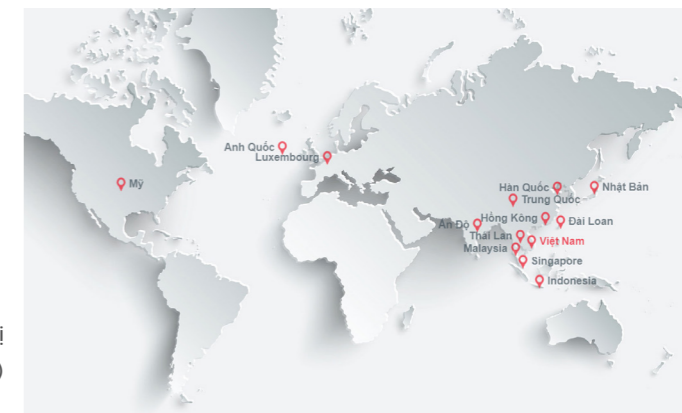 Anh Quốc
Luxembourg
Mỹ
Hàn Quốc
Nhật Bản
Trung Quốc
Hồng Kông
Đài Loan
Ấn Độ
Thái Lan
Việt Nam
Malaysia
Singapore
Indonesia
ị
)